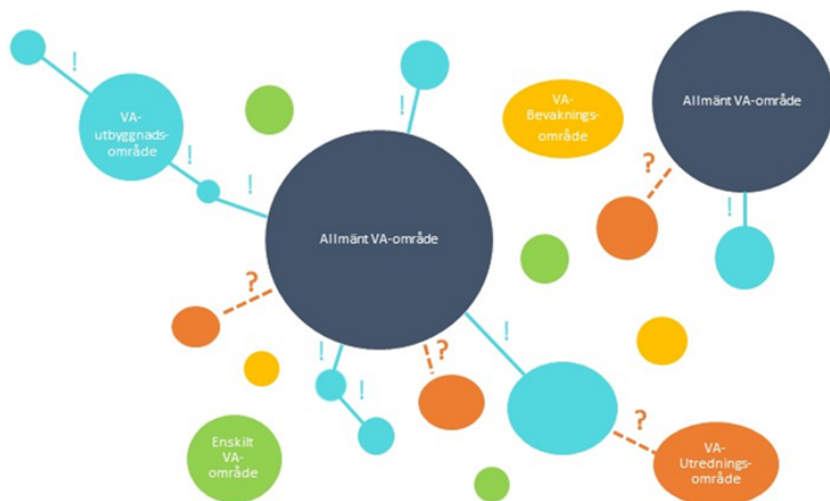 !
VA-
utbyggnads-
område
!
!
!
VA-
Bevaknings-
område
Allmänt VA-område
?
!
Allmänt VA-område
?
!
?
!
!
?
Enskilt
VA-
område
VA-
Utrednings-
område